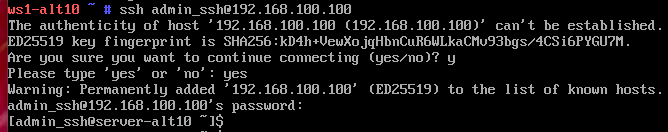 ws1-alt10 ~ # ssh admin_ssh@192.168.100.100
The authenticity of host '192.168.100.100 (192.168.100.100)' can't be established.
ED25519 key fingerprint is SHA256:kD4h+VewXojqHbnCuR6WLkaCMv93bgs/4CSi6PYGU7M.
Are you sure you want to continue connecting (yes/no)? y
Please type 'yes' or 'no': yes
Warning: Permanently added '192.168.100.100' (ED25519) to the list of known hosts.
admin_ssh@192.168.100.100's password:
[admin_ssh@server-alt10 ~]$